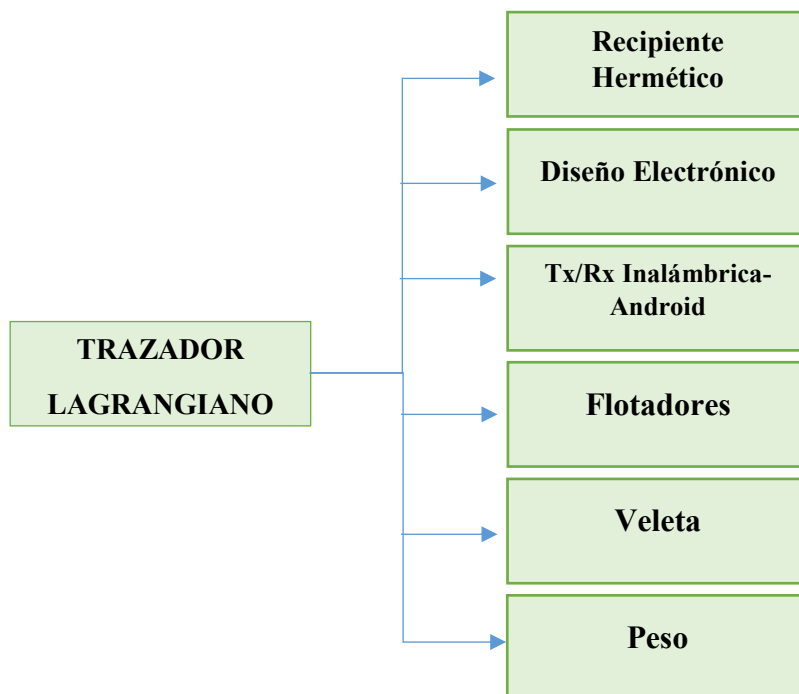 Recipiente
Hermético
Diseño Electrónico
Tx/Rx Inalámbrica-
Android
TRAZADOR
LAGRANGIANO
Flotadores
Veleta
Peso